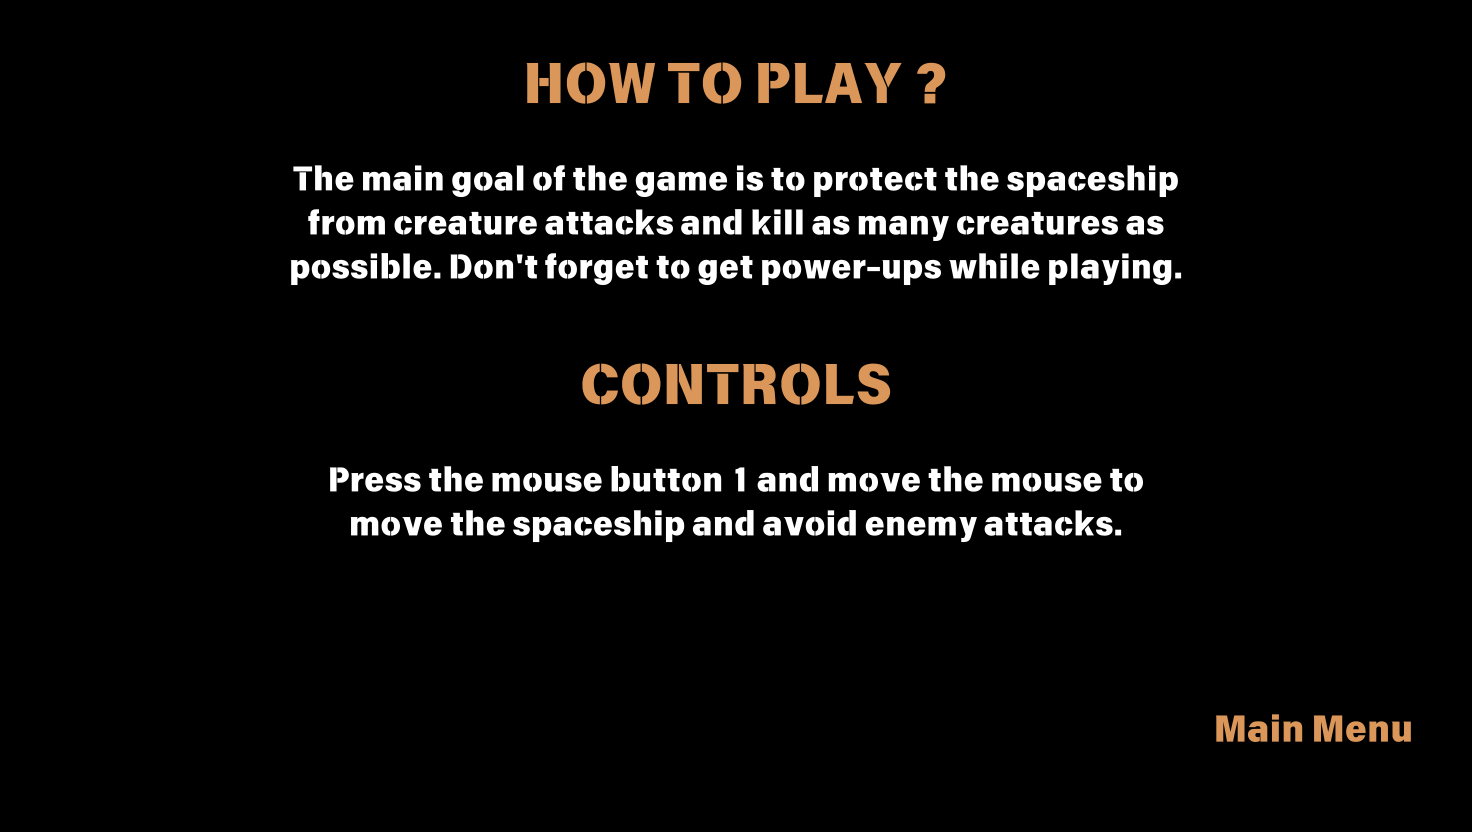 HOW TO PLAY ?
The main goal of the game is to protect the spaceship
from creature attacks and kill as many creatures as
possible. Don't forget to get power-ups while playing.
CONTROLS
Press the mouse button 1 and move the mouse to
move the spaceship and avoid enemy attacks.
Main Menu